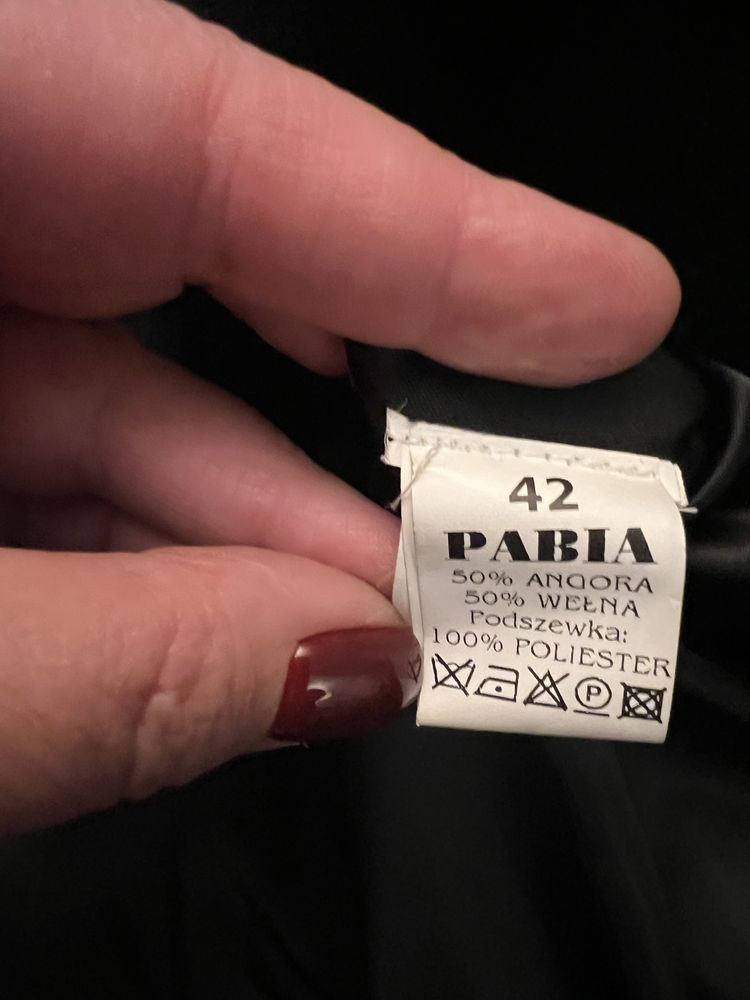 42
PABIA
50% ANGORA
50% WEŁNA
Podszewka:
100% POLIESTER
P